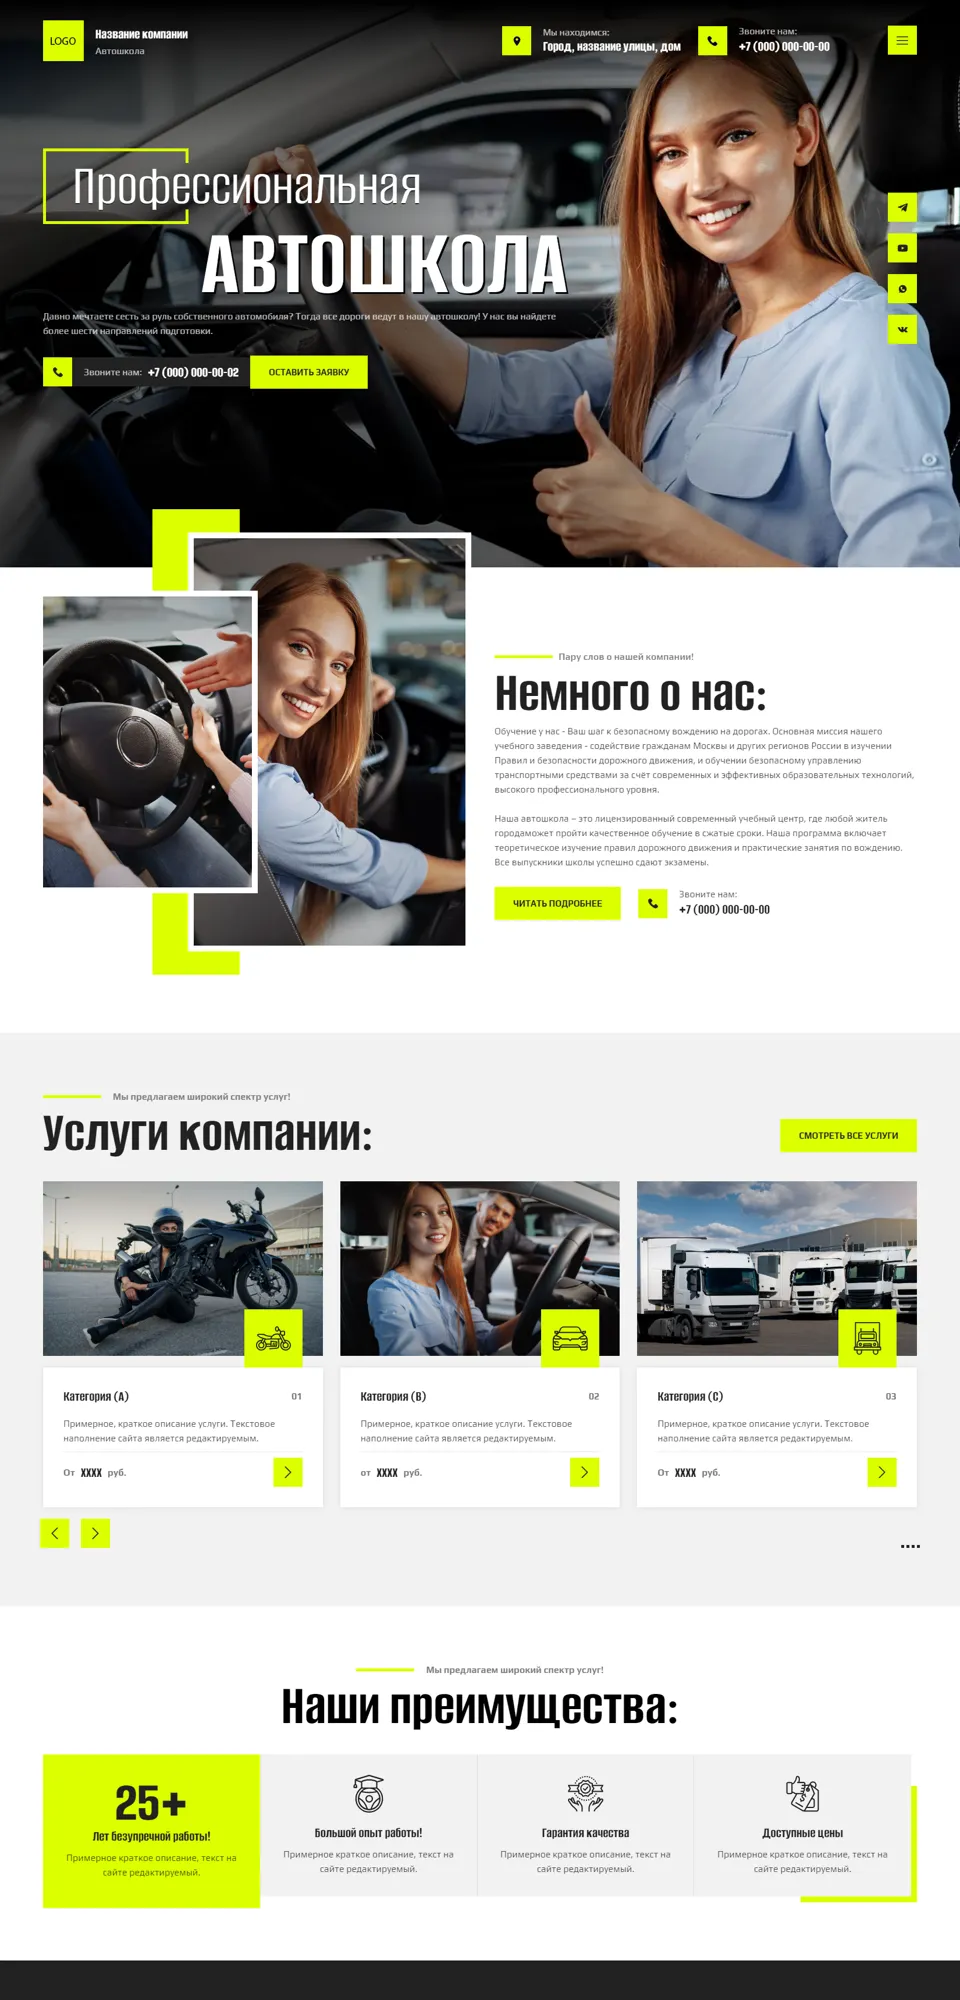 LOGO
Название компании
Автошкола
Мы находимся:
Город, название улицы, дом
Звоните нам:
+7 (000) 000-00-00
Профессиональная
АВТОШКОЛА
Давно мечтаете сесть за руль собственного автомобиля? Тогда все дороги ведут в нашу автошколу! У нас вы найдете
более шести направлений подготовки.
Звоните нам: +7 (000) 000-00-02
ОСТАВИТЬ ЗАЯВКУ
Пару слов о нашей компании!
Немного о нас:
Обучение у нас - Ваш шаг к безопасному вождению на дорогах. Основная миссия нашего
учебного заведения - содействие гражданам Москвы и других регионов России в изучении
Правил и безопасности дорожного движения, и обучении безопасному управлению
транспортными средствами за счёт современных и эффективных образовательных технологий,
высокого профессионального уровня.
Наша автошкола – это лицензированный современный учебный центр, где любой житель
городаможет пройти качественное обучение в сжатые сроки. Наша программа включает
теоретическое изучение правил дорожного движения и практические занятия по вождению.
Все выпускники школы успешно сдают экзамены.
ЧИТАТЬ ПОДРОБНЕЕ
Звоните нам:
+7 (000) 000-00-00
Мы предлагаем широкий спектр услуг!
Услуги компании:
СМОТРЕТЬ ВСЕ УСЛУГИ
Категория (A)
01
Примерное, краткое описание услуги. Текстовое
наполнение сайта является редактируемым.
От XXXX руб.
Категория (B)
02
Примерное, краткое описание услуги. Текстовое
наполнение сайта является редактируемым.
от XXXX руб.
Категория (C)
03
Примерное, краткое описание услуги. Текстовое
наполнение сайта является редактируемым.
От XXXX руб.
Мы предлагаем широкий спектр услуг!
Наши преимущества:
25+
Лет безупречной работы!
Примерное краткое описание, текст на
сайте редактируемый.
Большой опыт работы!
Примерное краткое описание, текст на
сайте редактируемый.
Гарантия качества
Примерное краткое описание, текст на
сайте редактируемый.
Доступные цены
Примерное краткое описание, текст на
сайте редактируемый.